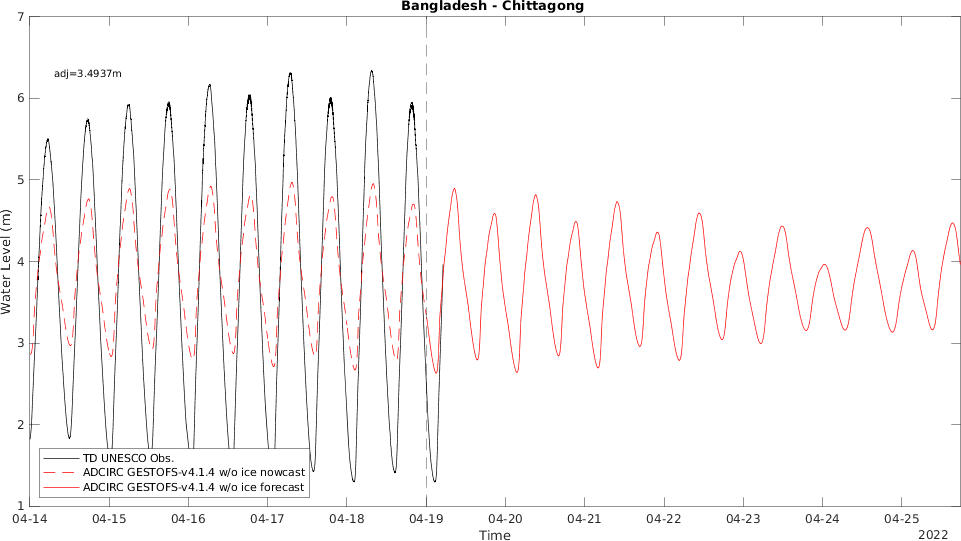 Bangladesh - Chittagong
7
adj=3.4937m
6
5
4
3
2
1
Water Level (m)
TD UNESCO Obs.
ADCIRC GESTOFS-v4.1.4 w/o ice nowcast
ADCIRC GESTOFS-v4.1.4 w/o ice forecast
04-14 04-15 04-16 04-17 04-18 04-19 04-20 04-21 04-22 04-23 04-24 04-25
Time
2022